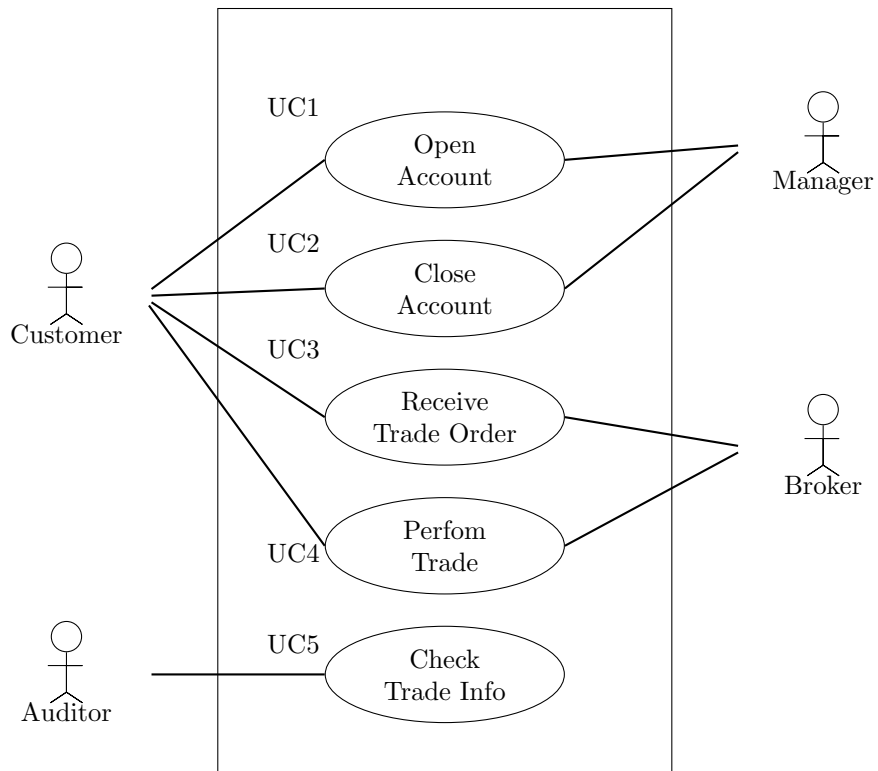 UC1
Open
Account
Manager
UC2
Close
Account
Customer
UC3
Receive
Trade Order
Broker
UC4
Perfom
Trade
UC5
Check
Trade Info
Auditor